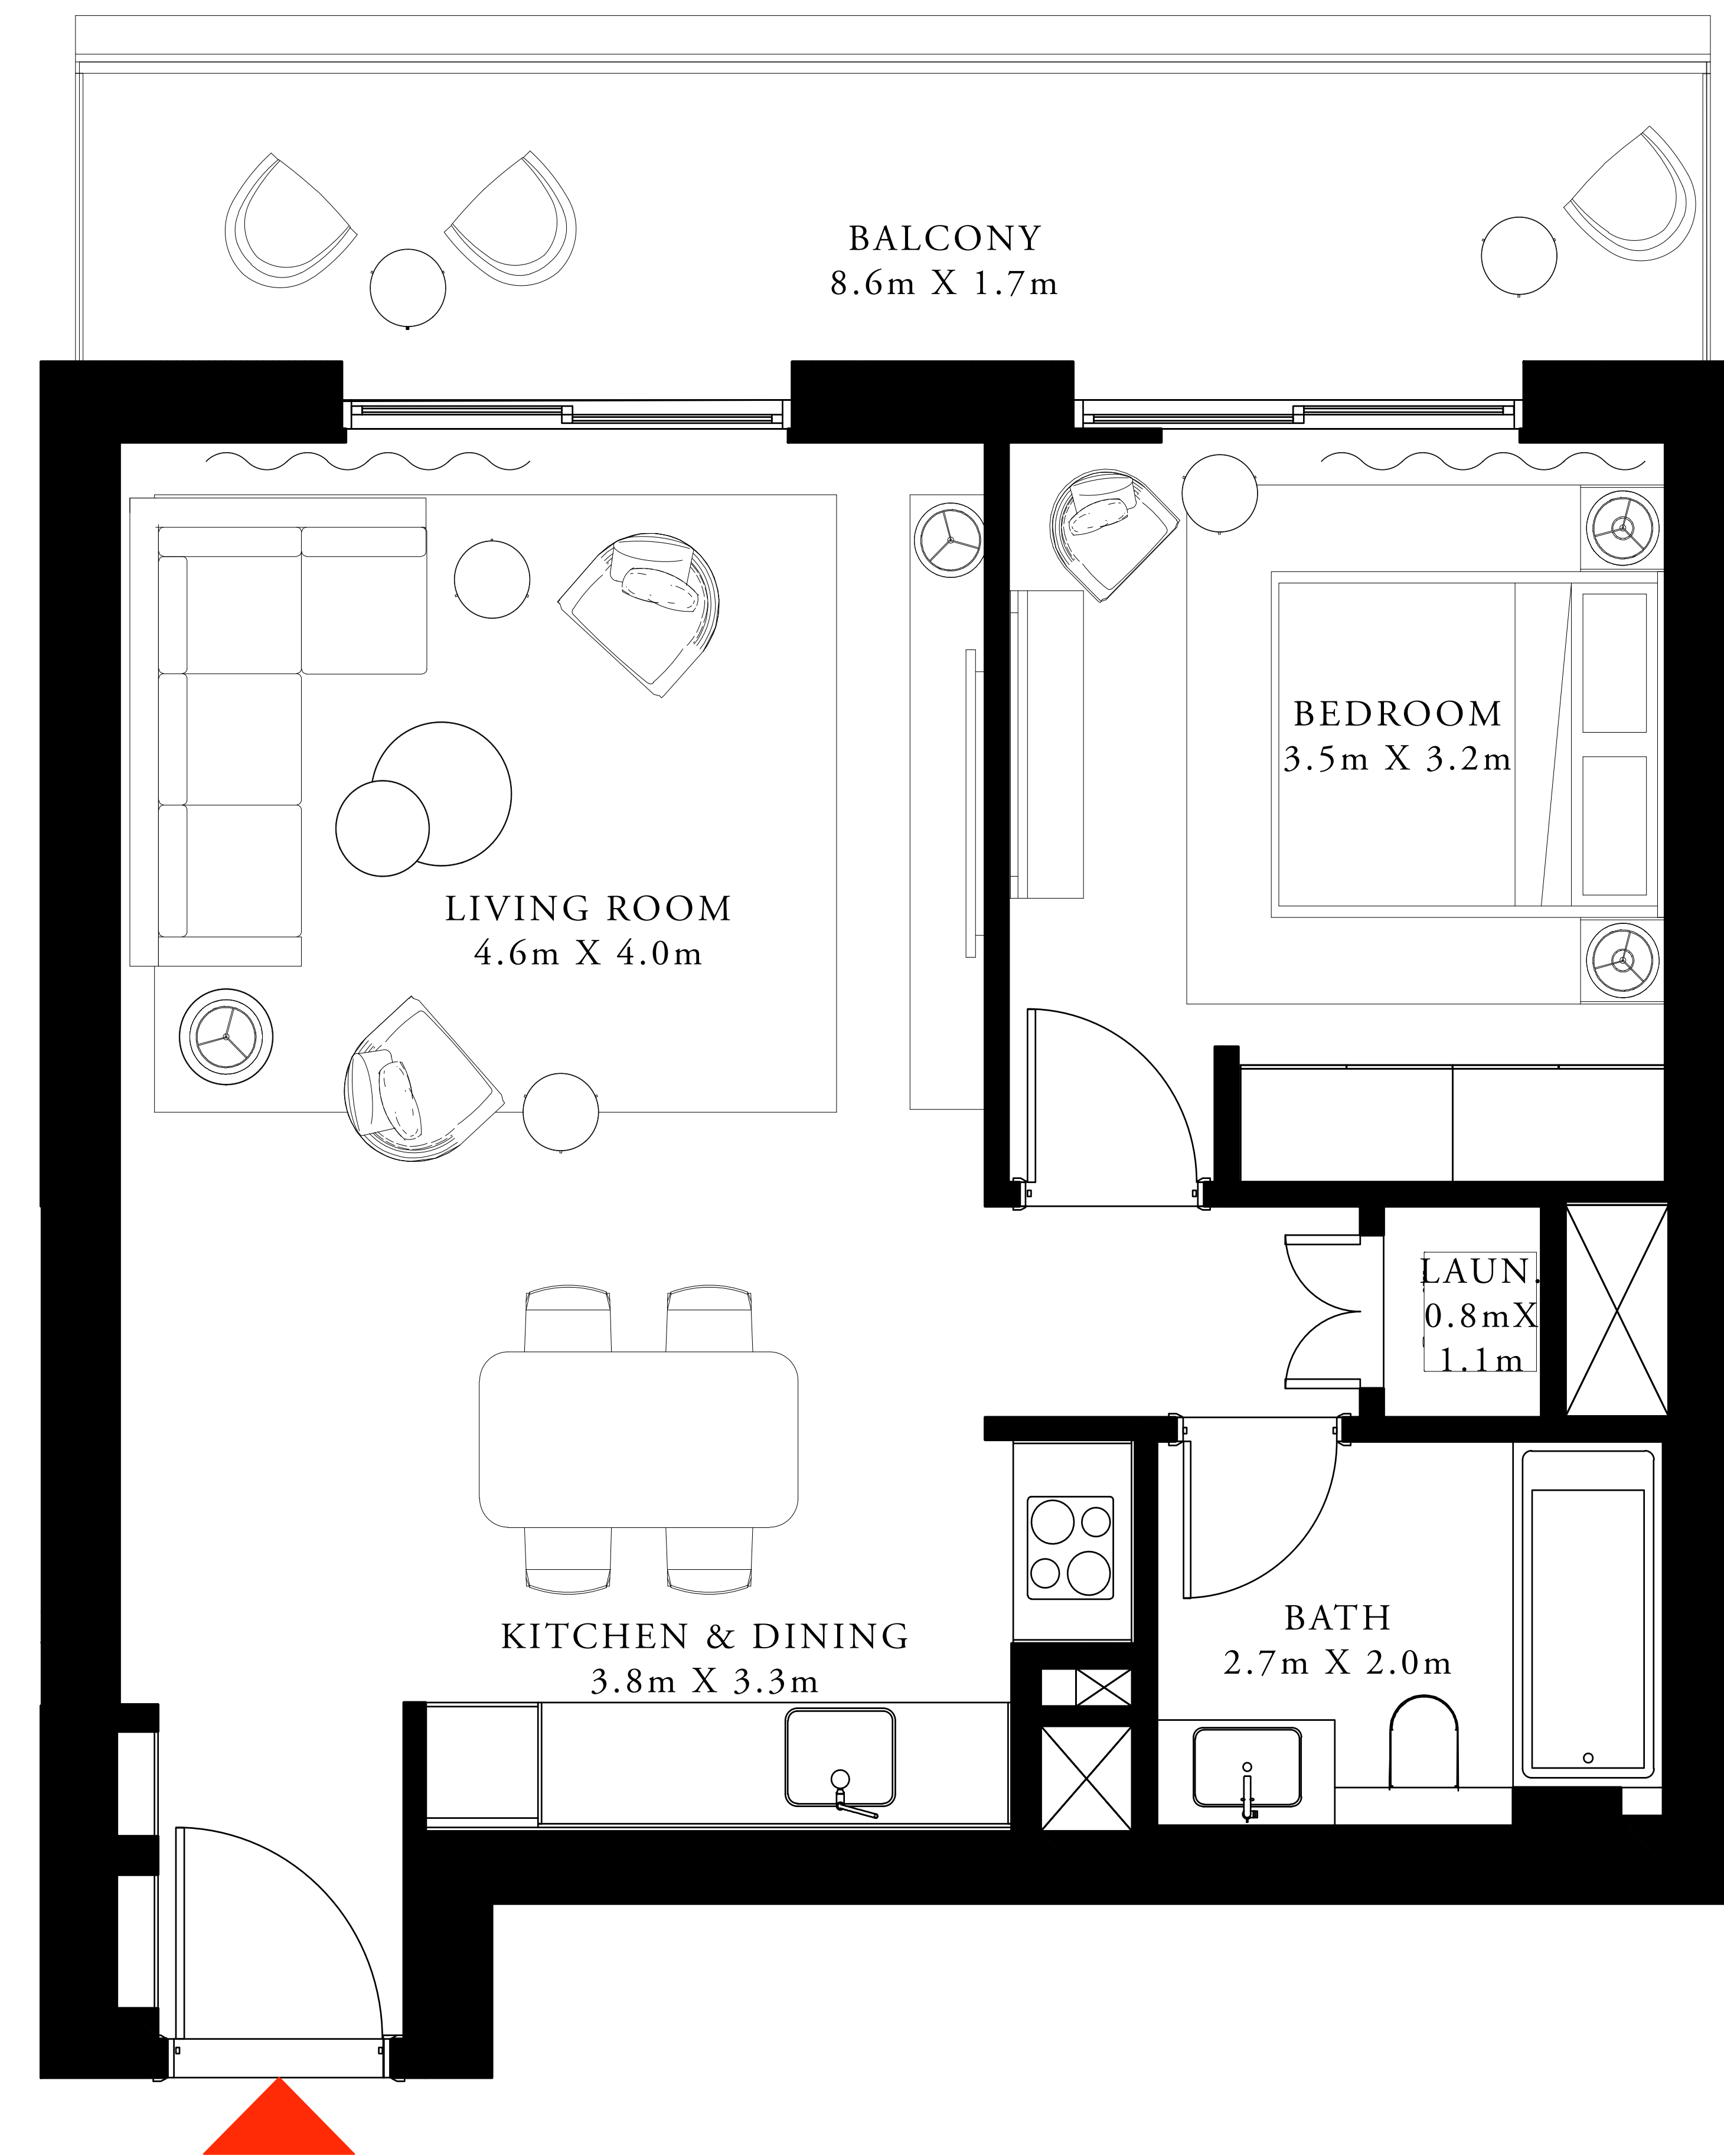 BALCONY
8.6m X 1.7m
BEDROOM
3.5m X 3.2m
LIVING ROOM
4.6m X 4.0m
LAUN.
0.8mX
1.1m
BATH
2.7m X 2.0m
KITCHEN & DINING
3.8m X 3.3m